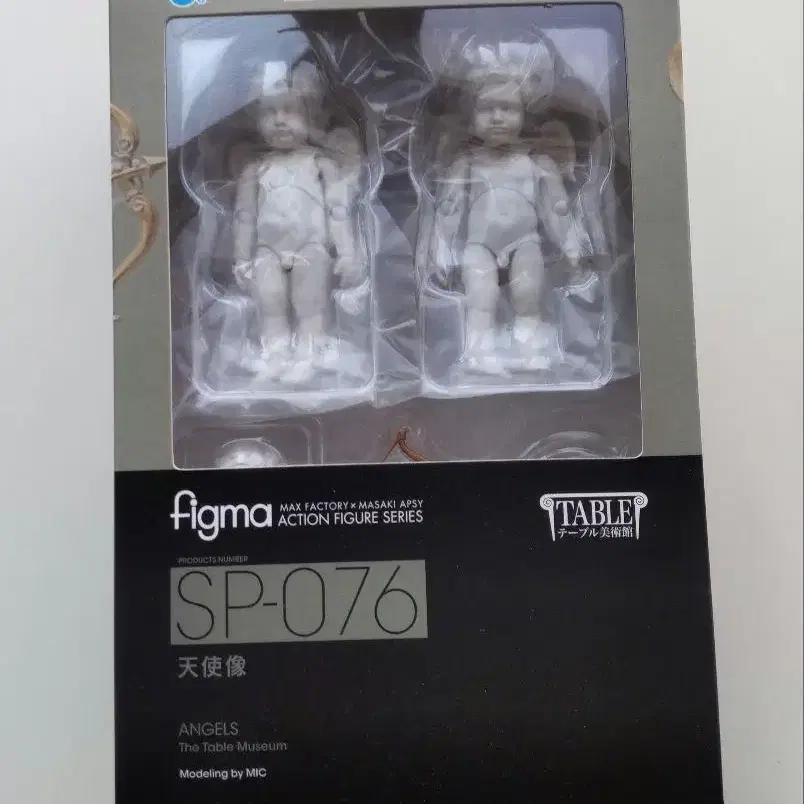 figma
MAX FACTORY × MASAKI APSY
ACTION FIGURE SERIES
TABLE
テーブル美術館
PRODUCTS NUMBER
SP-076
天使像
ANGELS
The Table Museum
Modeling by MIC